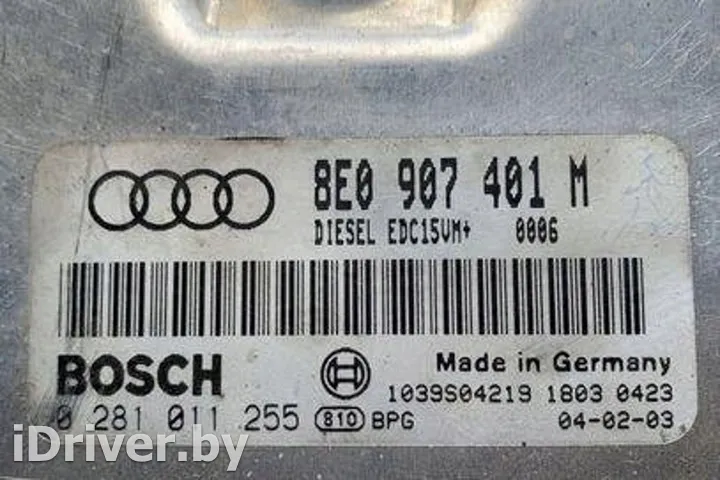 8E0 907 401 M
DIESEL EDC15VM+ 0006
BOSCH
Made in Germany
1039S04219 1803 0423
0 281 011 255 810 BPG 04-02-03
iDriver.by